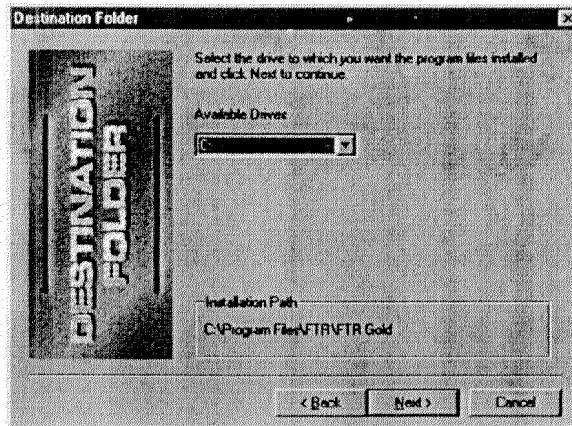 Destination Folder
DESTINATION
FOLDER
Select the drive to which you want the program files installed
and click Next to continue.
Available Drives
C:
Installation Path
C:\Program Files\FTR\FTR Gold
< Back
Next >
Cancel